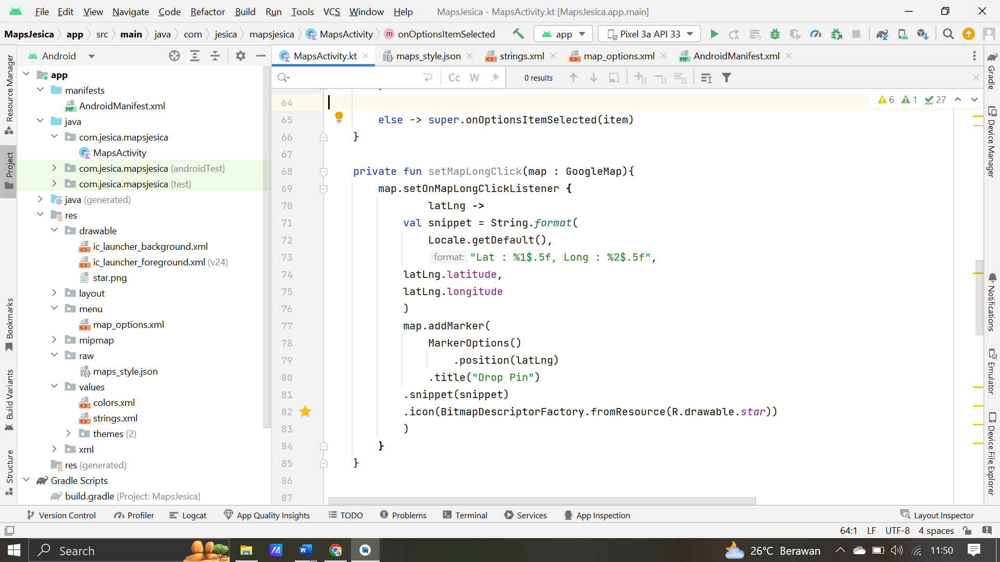 File Edit View Navigate Code Refactor Build Run Tools VCS Window Help MapsJesica - MapsActivity.kt [MapsJesica.app.main]
MapsJesica app src main java com jesica mapsjesica MapsActivity m onOptionsItemSelected app Pixel 3a API 33
Android
MapsActivity.kt maps_style.json strings.xml map_options.xml AndroidManifest.xml
Cc W .* 0 results
6 1 27
Resource Manager
Project
Bookmarks
Build Variants
Structure
app
manifests
AndroidManifest.xml
java
com.jesica.mapsjesica
MapsActivity
com.jesica.mapsjesica (androidTest)
com.jesica.mapsjesica (test)
java (generated)
res
drawable
ic_launcher_background.xml
ic_launcher_foreground.xml (v24)
star.png
layout
menu
map_options.xml
mipmap
raw
maps_style.json
values
colors.xml
strings.xml
themes (2)
xml
res (generated)
Gradle Scripts
build.gradle (Project: MapsJesica)
64
65 else -> super.onOptionsItemSelected(item)
66 }
67
68 private fun setMapLongClick(map : GoogleMap){
69 map.setOnMapLongClickListener {
70 latLng ->
71 val snippet = String.format(
72 Locale.getDefault(),
73 format: "Lat : %1$.5f, Long : %2$.5f",
74 latLng.latitude,
75 latLng.longitude
76 )
77 map.addMarker(
78 MarkerOptions()
79 .position(latLng)
80 .title("Drop Pin")
81 .snippet(snippet)
82 .icon(BitmapDescriptorFactory.fromResource(R.drawable.star))
83 )
84 }
85 }
86
87
Gradle
Device Manager
Notifications
Emulator
Device File Explorer
Version Control Profiler Logcat App Quality Insights TODO Problems Terminal Services App Inspection Layout Inspector
64:1 LF UTF-8 4 spaces
Search 26°C Berawan 11:50